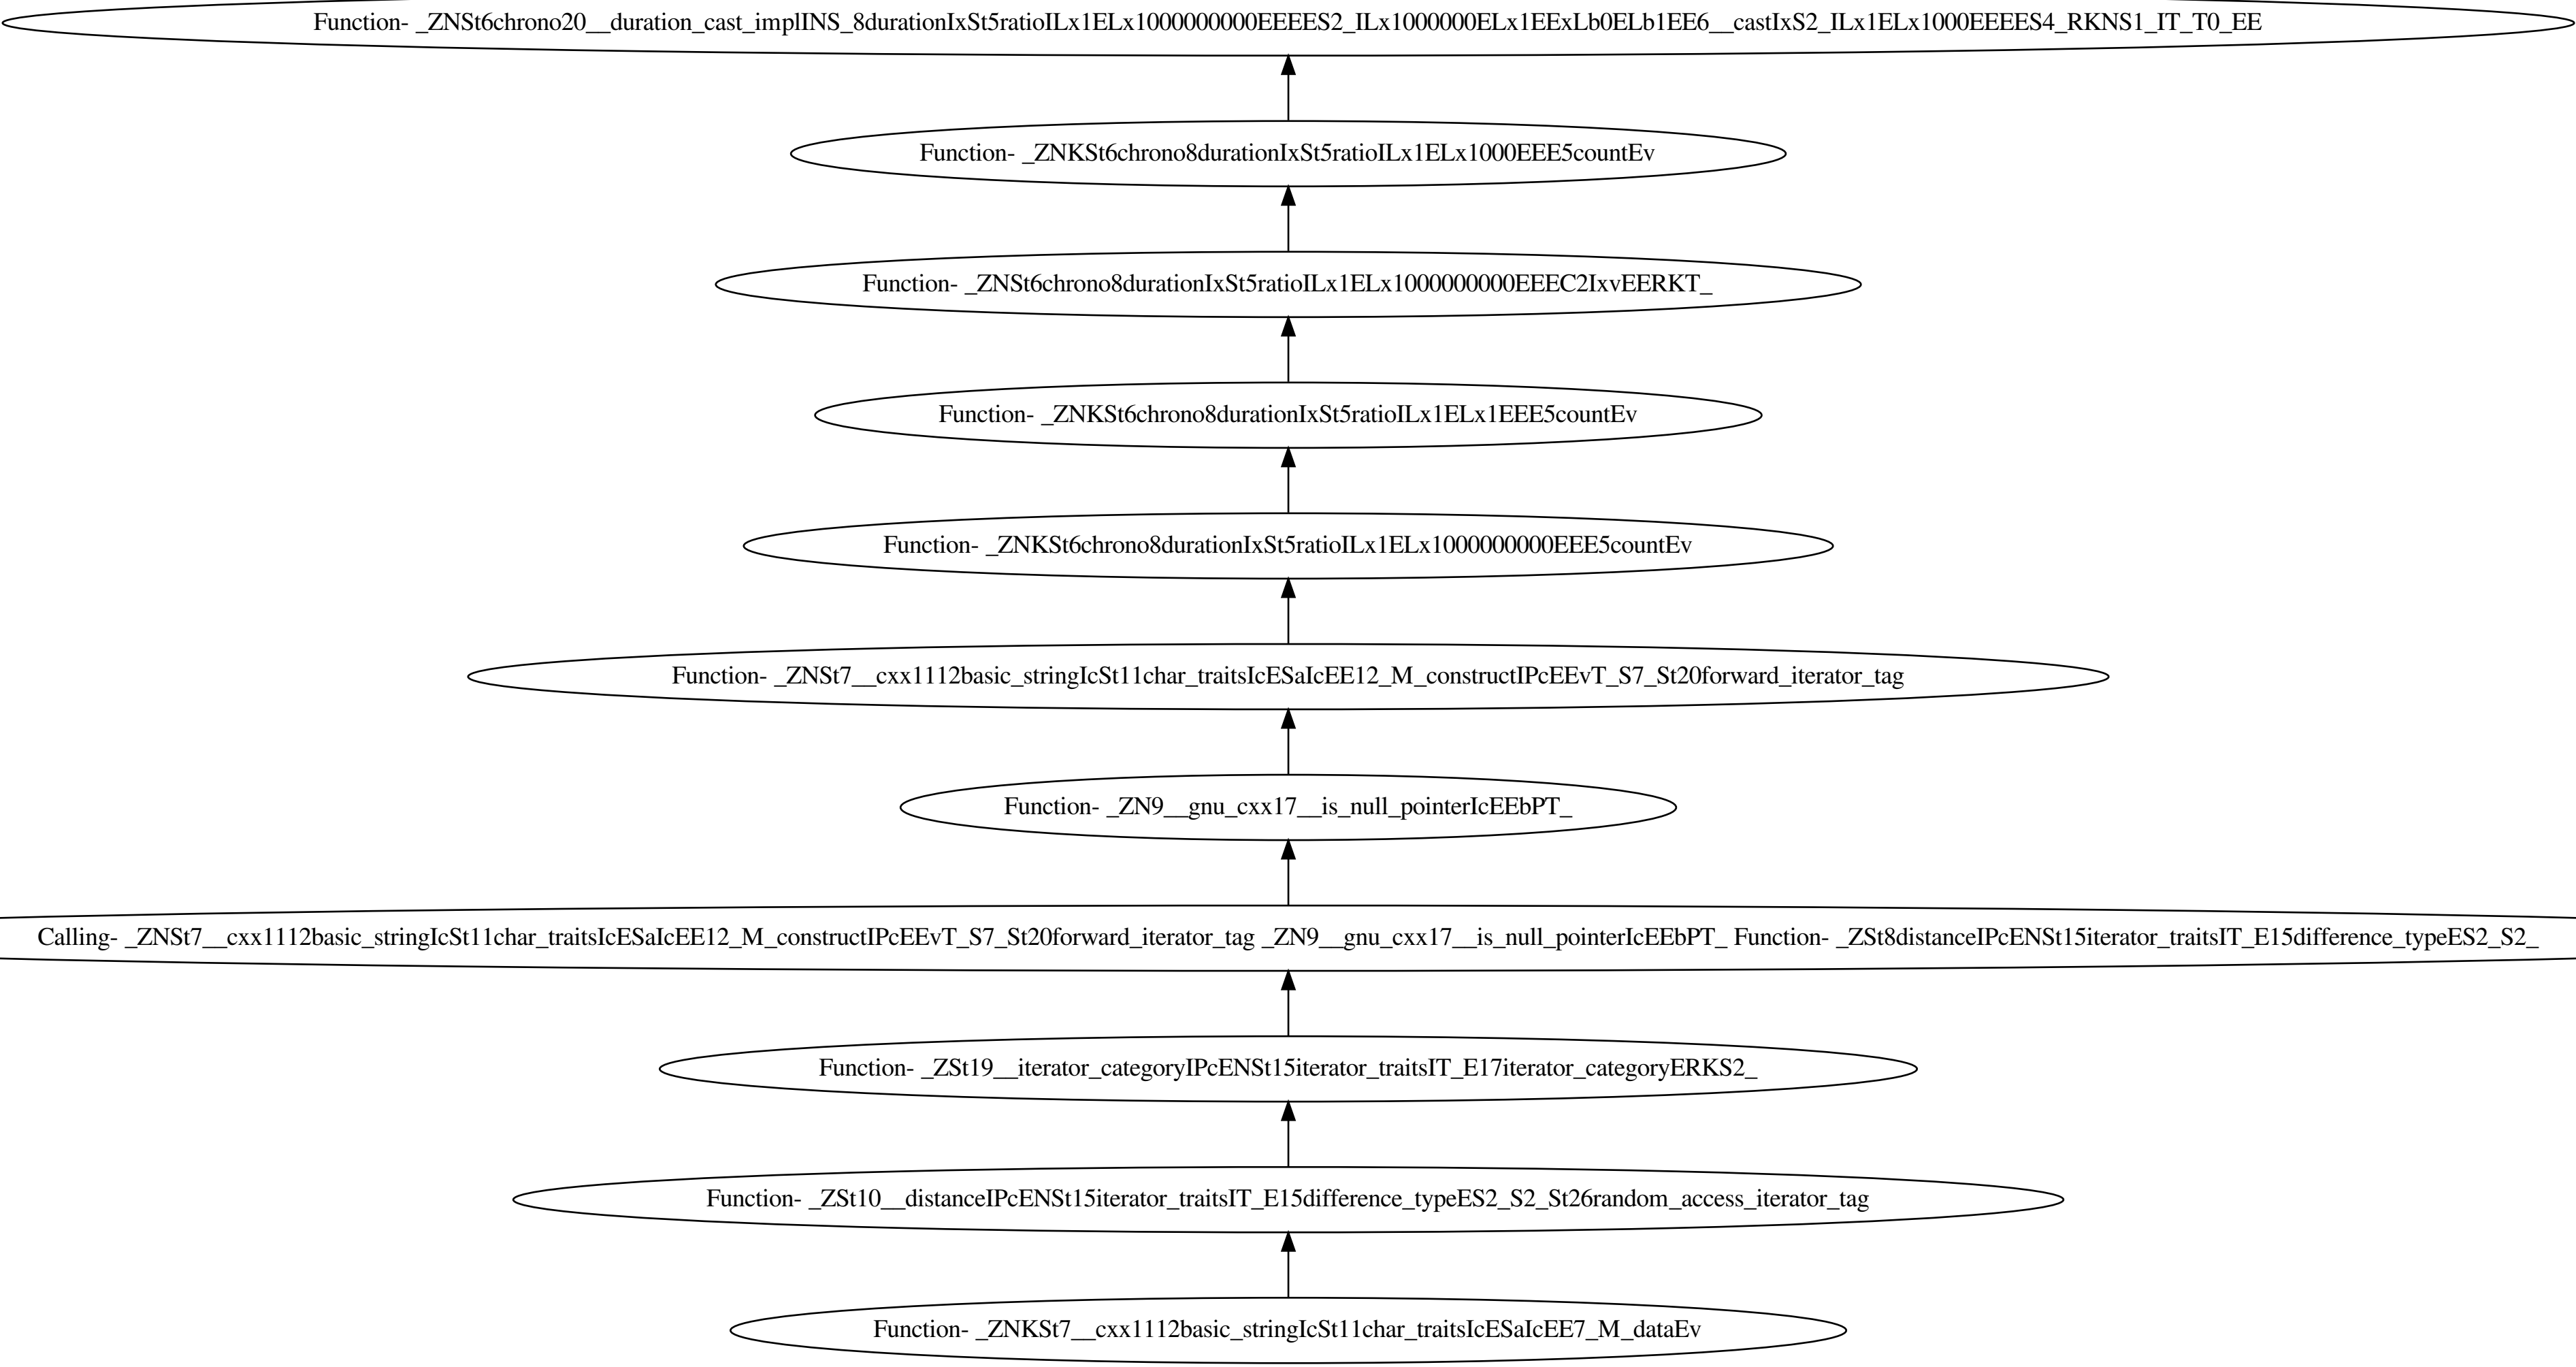 Function- _ZNSt6chrono20__duration_cast_implINS_8durationIxSt5ratioILx1ELx1000000000EEEES2_ILx1000000ELx1EExLb0ELb1EE6__castIxS2_ILx1ELx1000EEEES4_RKNS1_IT_T0_EE
Function- _ZNKSt6chrono8durationIxSt5ratioILx1ELx1000EEE5countEv
Function- _ZNSt6chrono8durationIxSt5ratioILx1ELx1000000000EEEC2IxvEERKT_
Function- _ZNKSt6chrono8durationIxSt5ratioILx1ELx1EEE5countEv
Function- _ZNKSt6chrono8durationIxSt5ratioILx1ELx1000000000EEE5countEv
Function- _ZNSt7__cxx1112basic_stringIcSt11char_traitsIcESaIcEE12_M_constructIPcEEvT_S7_St20forward_iterator_tag
Function- _ZN9__gnu_cxx17__is_null_pointerIcEEbPT_
Calling- _ZNSt7__cxx1112basic_stringIcSt11char_traitsIcESaIcEE12_M_constructIPcEEvT_S7_St20forward_iterator_tag _ZN9__gnu_cxx17__is_null_pointerIcEEbPT_ Function- _ZSt8distanceIPcENSt15iterator_traitsIT_E15difference_typeES2_S2_
Function- _ZSt19__iterator_categoryIPcENSt15iterator_traitsIT_E17iterator_categoryERKS2_
Function- _ZSt10__distanceIPcENSt15iterator_traitsIT_E15difference_typeES2_S2_St26random_access_iterator_tag
Function- _ZNKSt7__cxx1112basic_stringIcSt11char_traitsIcESaIcEE7_M_dataEv